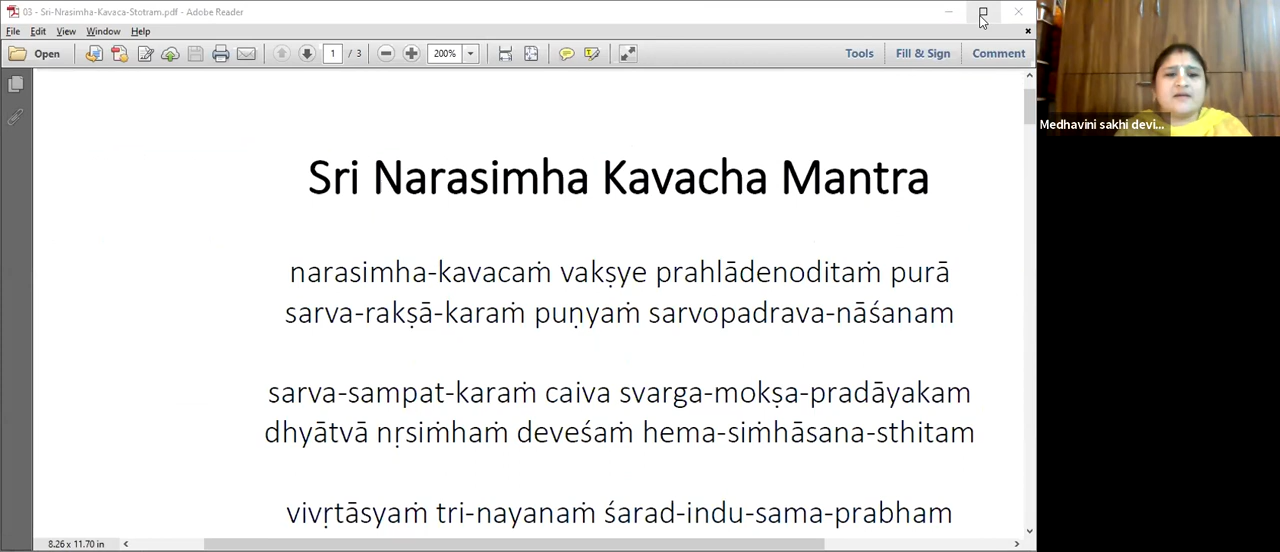 03 - Sri-Nrasimha-Kavaca-Stotram.pdf - Adobe Reader
File Edit View Window Help
Open 1 / 3 200% Tools Fill & Sign Comment
Medhavini sakhi devi...
Sri Narasimha Kavacha Mantra
narasimha-kavacaṁ vakṣye prahlādenoditaṁ purā
sarva-rakṣā-karaṁ puṇyaṁ sarvopadrava-nāśanam
sarva-sampat-karaṁ caiva svarga-mokṣa-pradāyakam
dhyātvā nṛsiṁhaṁ deveśaṁ hema-siṁhāsana-sthitam
vivṛtāsyaṁ tri-nayanaṁ śarad-indu-sama-prabham
8.26 x 11.70 in